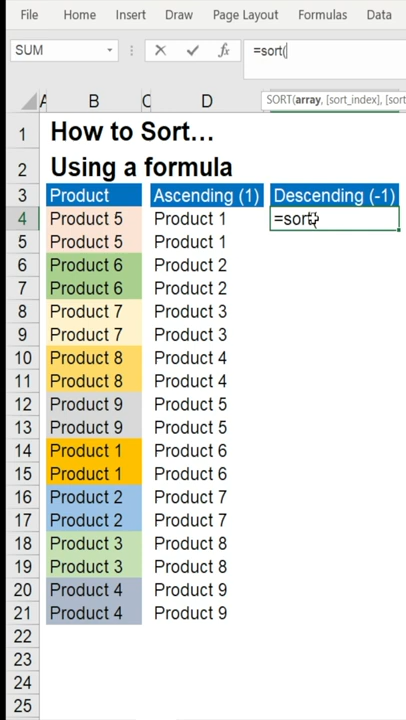 File Home Insert Draw Page Layout Formulas Data
SUM =sort(
SORT(array, [sort_index], [sort
A B C D
1 How to Sort...
2 Using a formula
3 Product Ascending (1) Descending (-1)
4 Product 5 Product 1 =sort
5 Product 5 Product 1
6 Product 6 Product 2
7 Product 6 Product 2
8 Product 7 Product 3
9 Product 7 Product 3
10 Product 8 Product 4
11 Product 8 Product 4
12 Product 9 Product 5
13 Product 9 Product 5
14 Product 1 Product 6
15 Product 1 Product 6
16 Product 2 Product 7
17 Product 2 Product 7
18 Product 3 Product 8
19 Product 3 Product 8
20 Product 4 Product 9
21 Product 4 Product 9
22
23
24
25